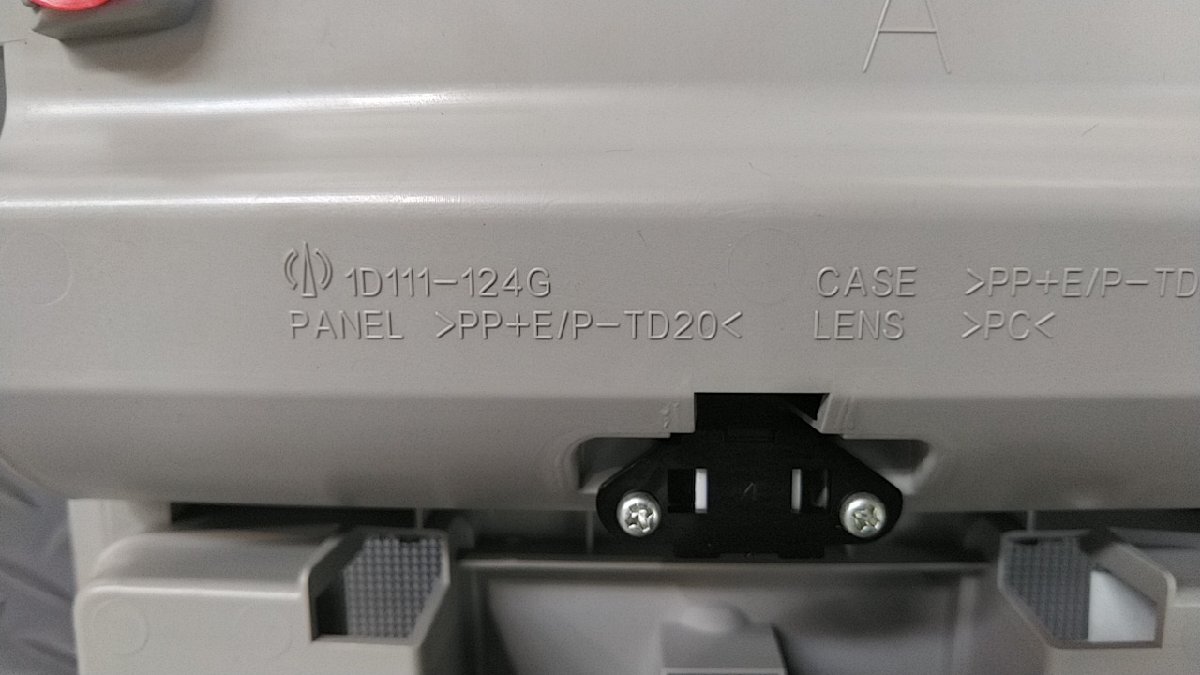 A
1D111-124G
CASE >PP+E/P-TD
PANEL >PP+E/P-TD20<
LENS >PC<